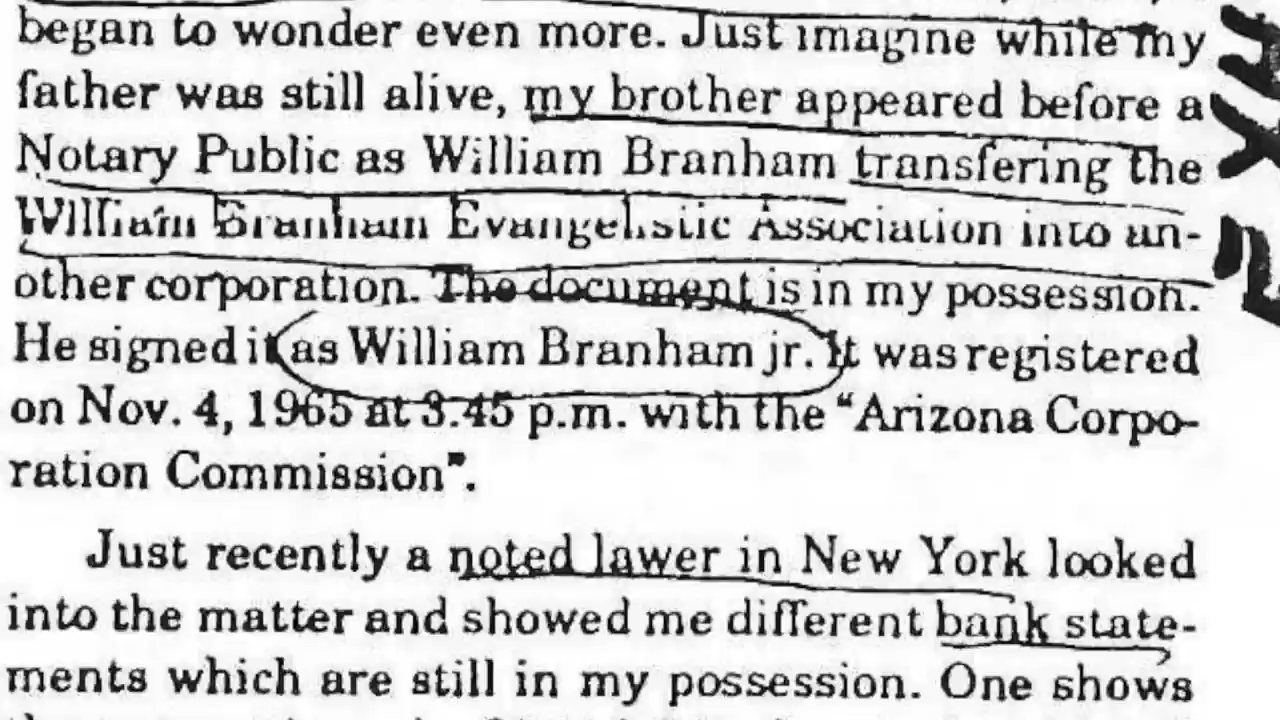 began to wonder even more. Just imagine while my
father was still alive, my brother appeared before a
Notary Public as William Branham transfering the
William Branham Evangelistic Association into an-
other corporation. The document is in my possession.
He signed it as William Branham jr. It was registered
on Nov. 4, 1965 at 3.45 p.m. with the “Arizona Corpo-
ration Commission”.
Just recently a noted lawer in New York looked
into the matter and showed me different bank state-
ments which are still in my possession. One shows